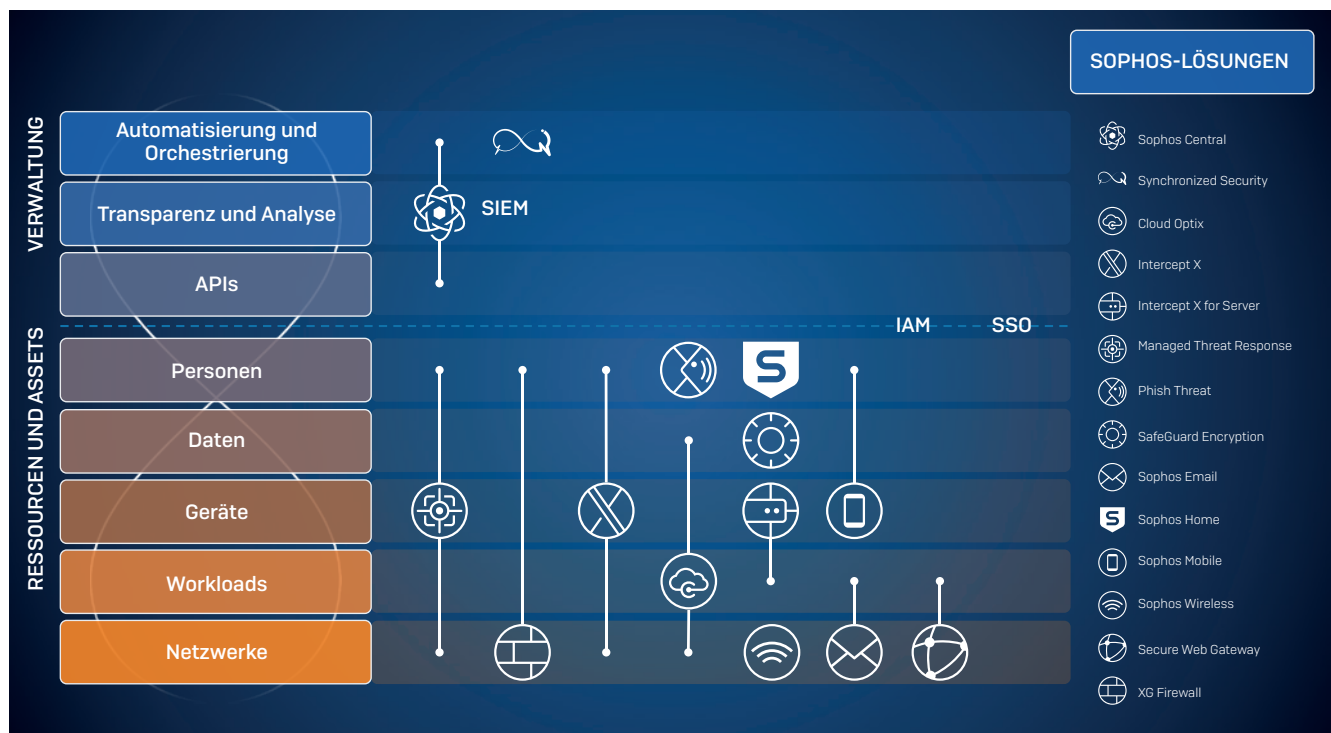 SOPHOS-LÖSUNGEN
VERWALTUNG
Automatisierung und
Orchestrierung
Transparenz und Analyse
SIEM
APIs
IAM
SSO
RESSOURCEN UND ASSETS
Personen
Daten
Geräte
Workloads
Netzwerke
Sophos Central
Synchronized Security
Cloud Optix
Intercept X
Intercept X for Server
Managed Threat Response
Phish Threat
SafeGuard Encryption
Sophos Email
Sophos Home
Sophos Mobile
Sophos Wireless
Secure Web Gateway
XG Firewall